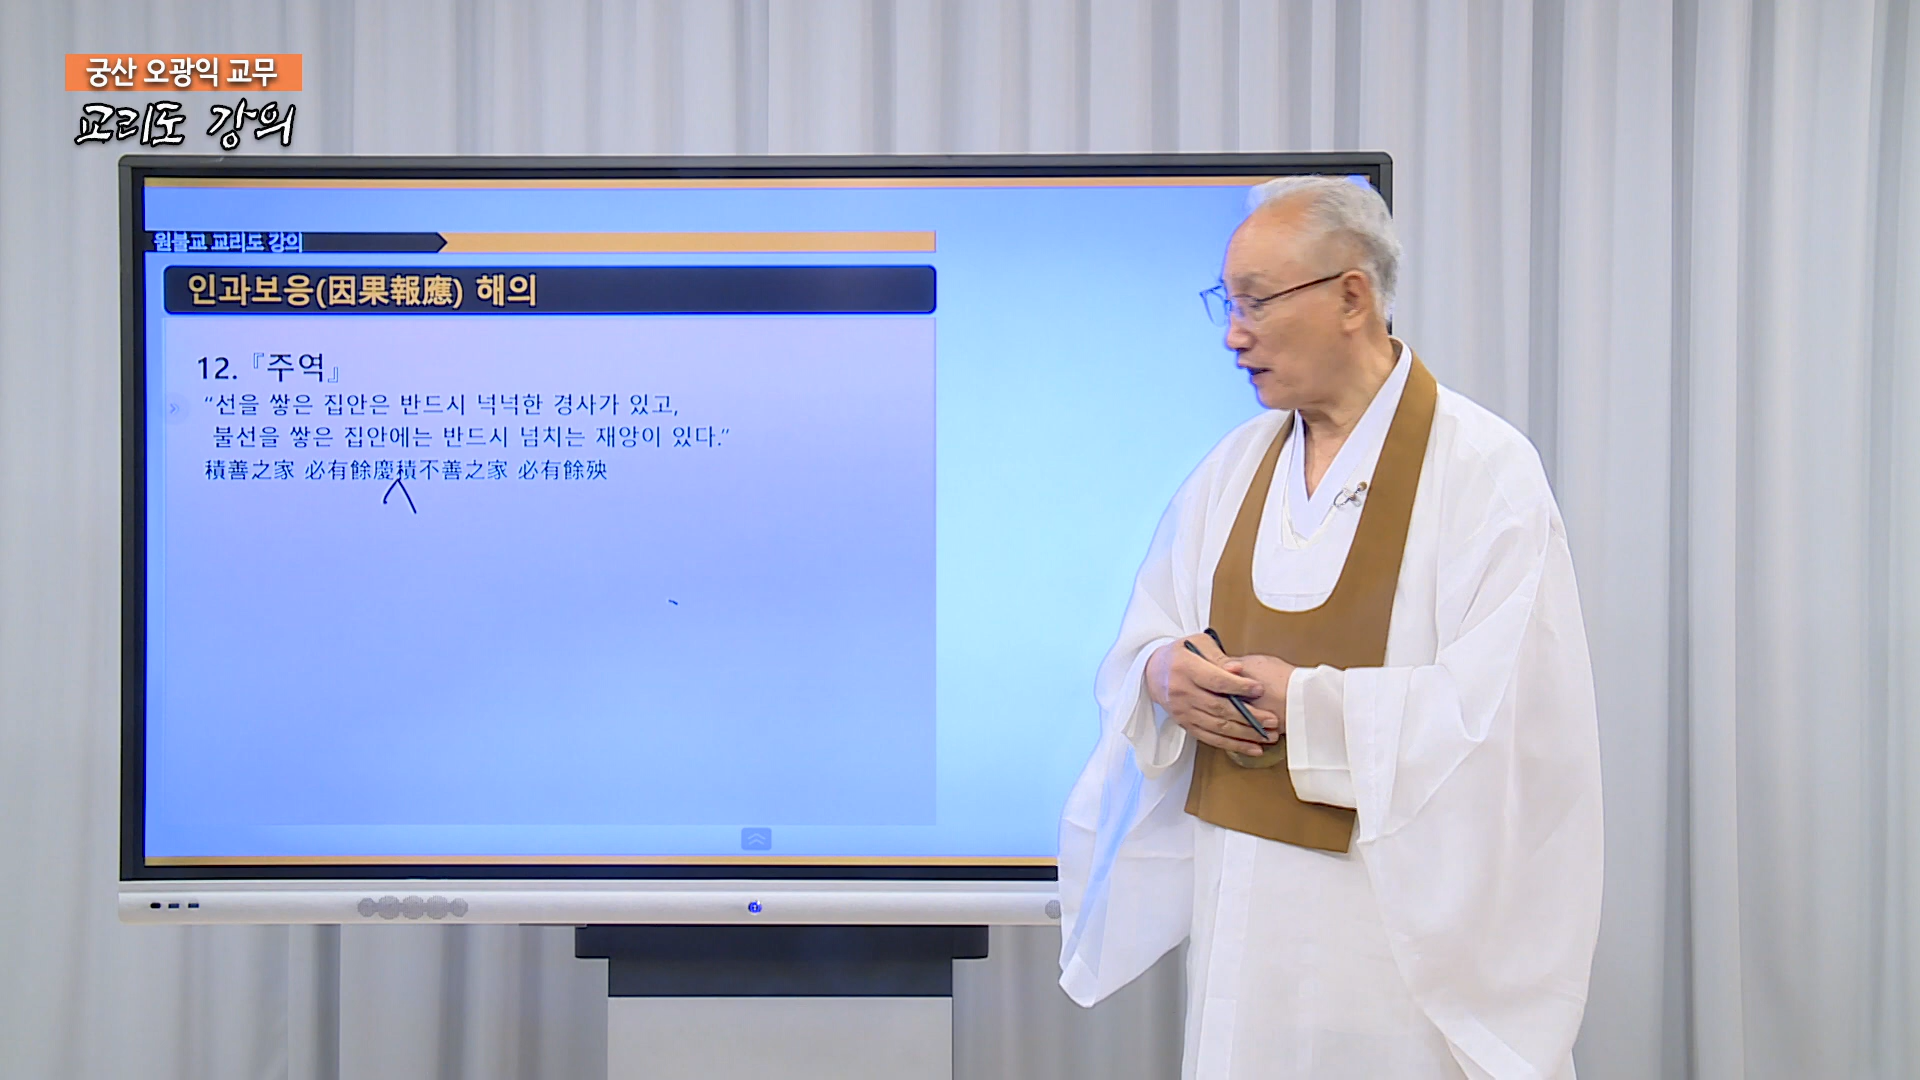 궁산 오광익 교무
교리도 강의
원불교 교리도 강의
인과보응(因果報應) 해의
12.『주역』
“선을 쌓은 집안은 반드시 넉넉한 경사가 있고,
불선을 쌓은 집안에는 반드시 넘치는 재앙이 있다.”
積善之家 必有餘慶積不善之家 必有餘殃